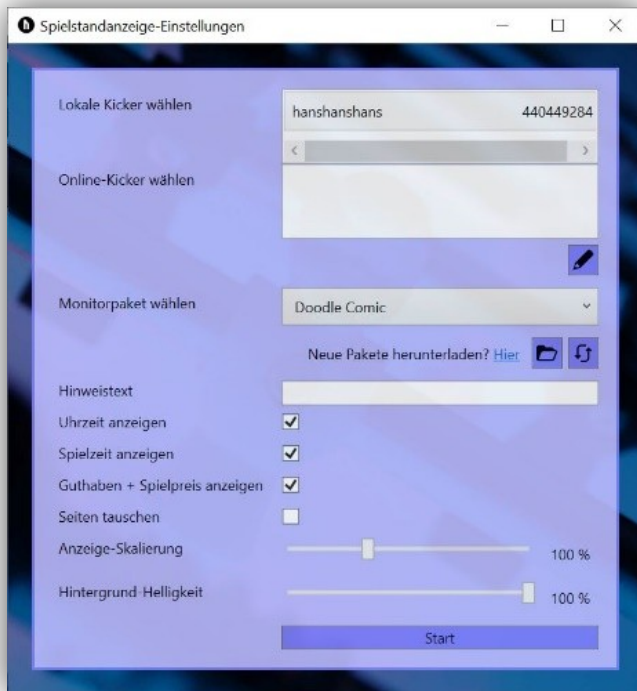 Spielstandanzeige-Einstellungen
Lokale Kicker wählen
hanshanshans 440449284
Online-Kicker wählen
Monitorpaket wählen
Doodle Comic
Neue Pakete herunterladen? Hier
Hinweistext
Uhrzeit anzeigen
Spielzeit anzeigen
Guthaben + Spielpreis anzeigen
Seiten tauschen
Anzeige-Skalierung
100 %
Hintergrund-Helligkeit
100 %
Start